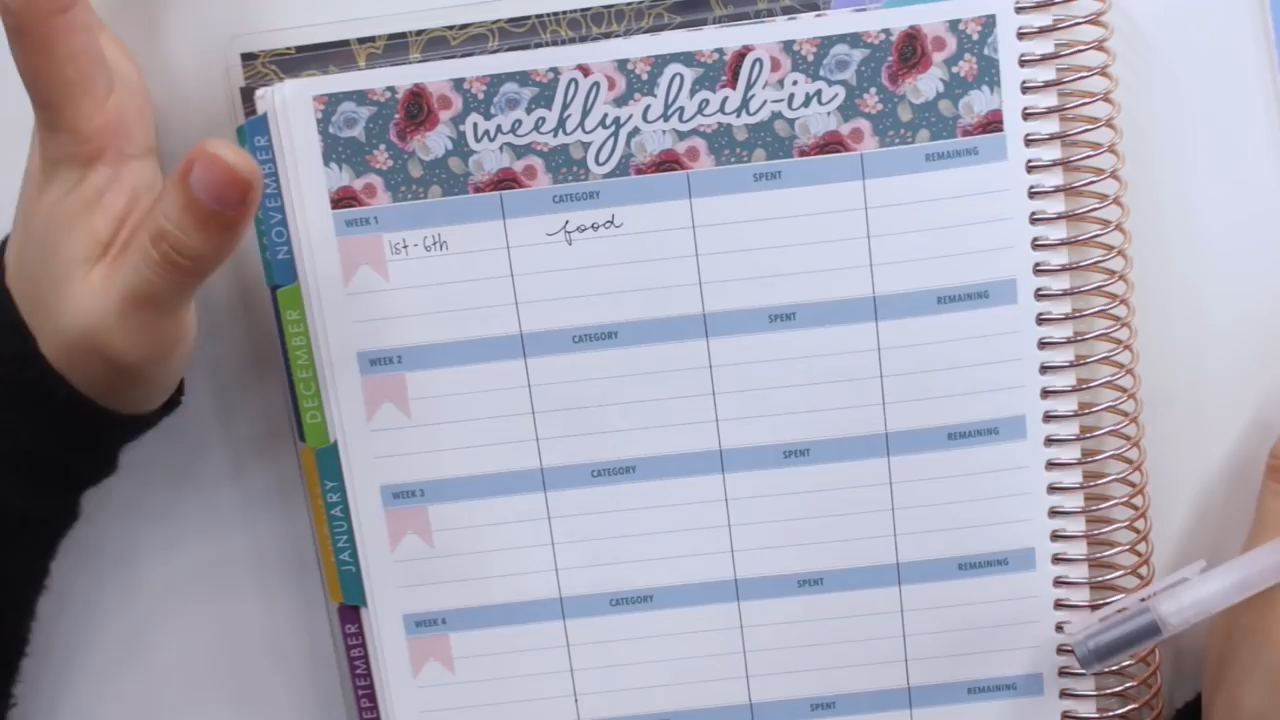 weekly check-in
WEEK 1 CATEGORY SPENT REMAINING
1st-6th food
WEEK 2 CATEGORY SPENT REMAINING
WEEK 3 CATEGORY SPENT REMAINING
WEEK 4 CATEGORY SPENT REMAINING
SPENT REMAINING
NOVEMBER
DECEMBER
JANUARY
EPTEMBER